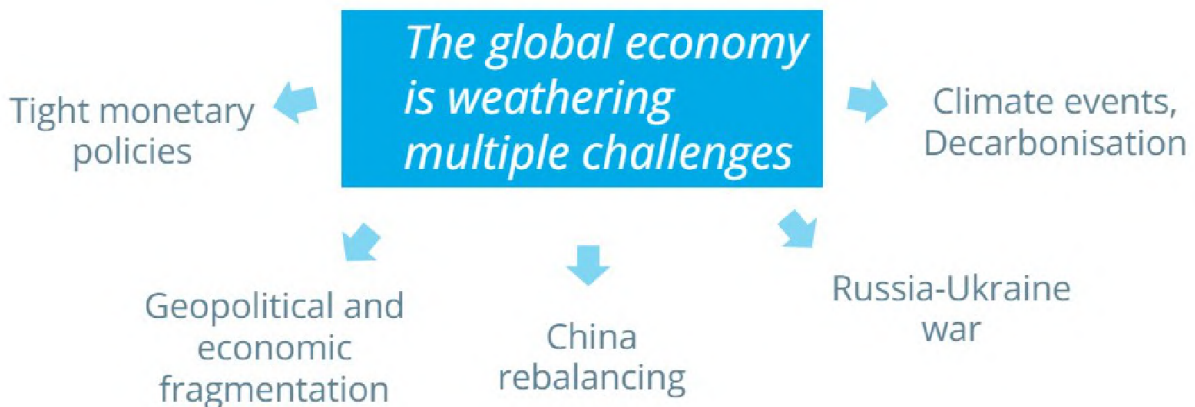 The global economy
is weathering
multiple challenges
Tight monetary
policies
Climate events,
Decarbonisation
Geopolitical and
economic
fragmentation
China
rebalancing
Russia-Ukraine
war